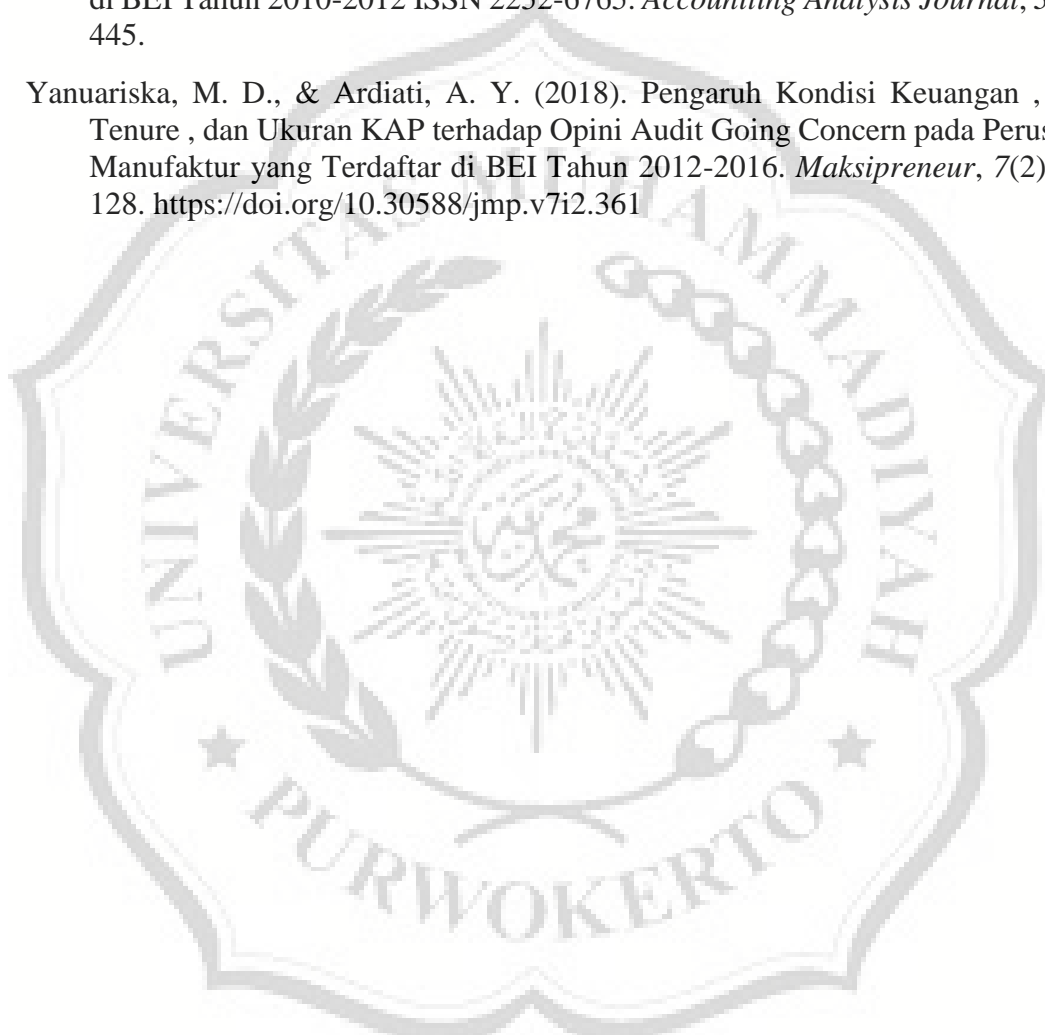 di BEI Tahun 2010-2012 ISSN 2252-6765. Accounting Analysis Journal, 3
445.
Yanuariska, M. D., & Ardiati, A. Y. (2018). Pengaruh Kondisi Keuangan ,
Tenure , dan Ukuran KAP terhadap Opini Audit Going Concern pada Perus
Manufaktur yang Terdaftar di BEI Tahun 2012-2016. Maksipreneur, 7(2)
128. https://doi.org/10.30588/jmp.v7i2.361
UNIVERSITAS MUHAMMADIYAH
PURWOKERTO